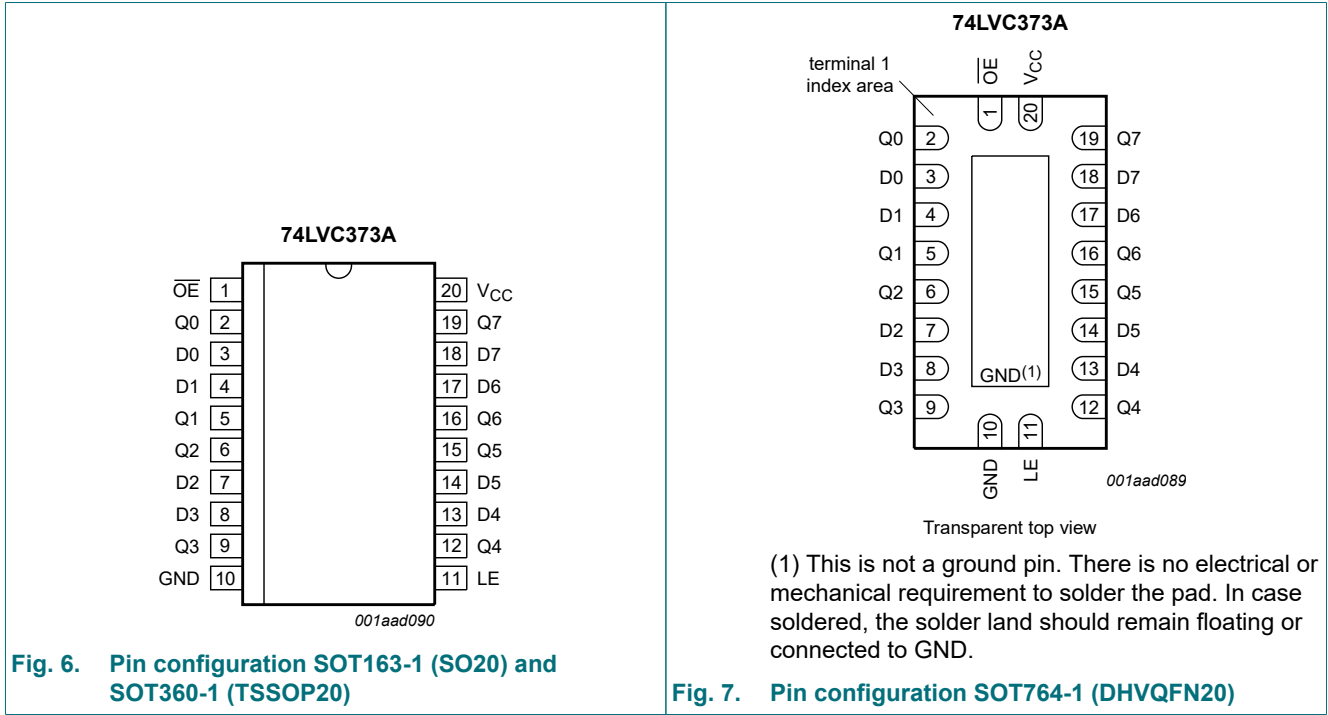 74LVC373A
OE 1 20 VCC
Q0 2 19 Q7
D0 3 18 D7
D1 4 17 D6
Q1 5 16 Q6
Q2 6 15 Q5
D2 7 14 D5
D3 8 13 D4
Q3 9 12 Q4
GND 10 11 LE
001aad090
Fig. 6. Pin configuration SOT163-1 (SO20) and
SOT360-1 (TSSOP20)
74LVC373A
terminal 1
index area
OE VCC
1 20
Q0 2 19 Q7
D0 3 18 D7
D1 4 17 D6
Q1 5 16 Q6
Q2 6 15 Q5
D2 7 14 D5
D3 8 GND(1) 13 D4
Q3 9 12 Q4
10 11
GND LE
001aad089
Transparent top view
(1) This is not a ground pin. There is no electrical or
mechanical requirement to solder the pad. In case
soldered, the solder land should remain floating or
connected to GND.
Fig. 7. Pin configuration SOT764-1 (DHVQFN20)